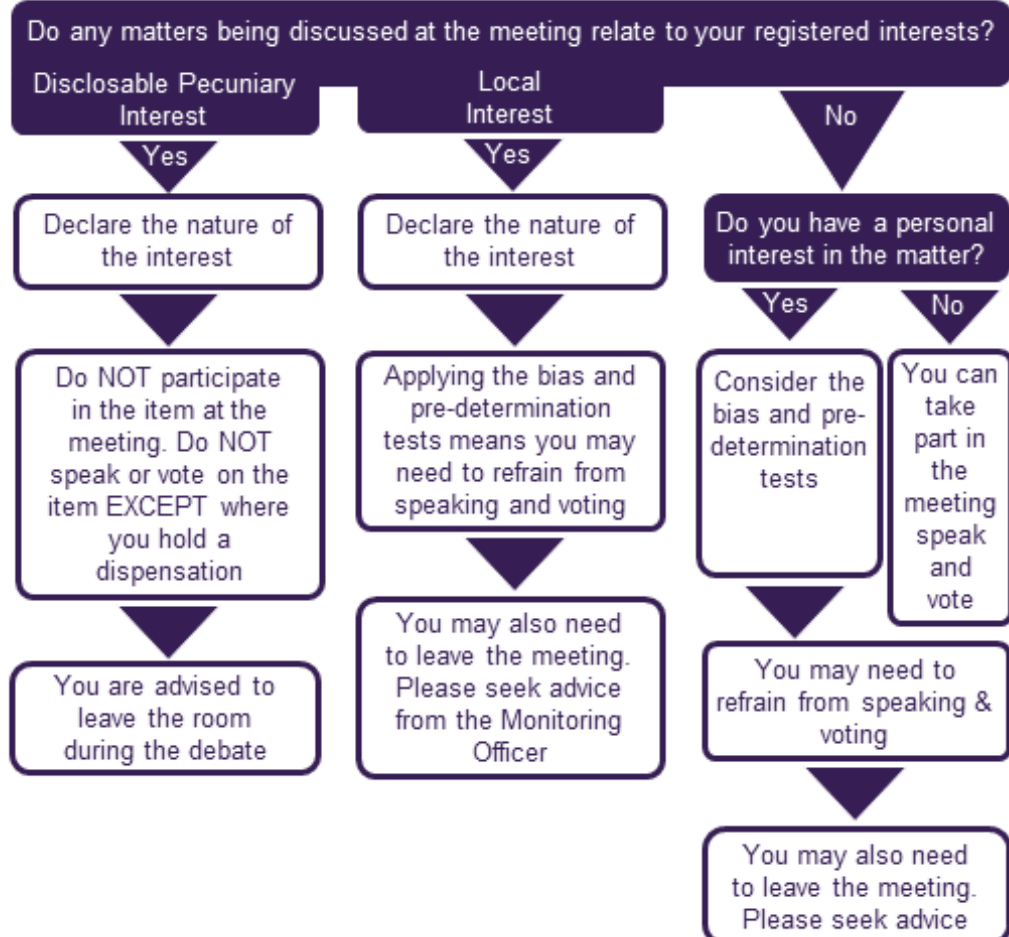 Do any matters being discussed at the meeting relate to your registered interests?
Disclosable Pecuniary
Interest
Yes
Declare the nature of
the interest
Do NOT participate
in the item at the
meeting. Do NOT
speak or vote on the
item EXCEPT where
you hold a
dispensation
You are advised to
leave the room
during the debate
Local
Interest
Yes
Declare the nature of
the interest
Applying the bias and
pre-determination
tests means you may
need to refrain from
speaking and voting
You may also need
to leave the meeting.
Please seek advice
from the Monitoring
Officer
No
Do you have a personal
interest in the matter?
Yes
Consider the
bias and pre-
determination
tests
You may need to
refrain from speaking &
voting
You may also need
to leave the meeting.
Please seek advice
No
You can
take
part in
the
meeting
speak
and
vote